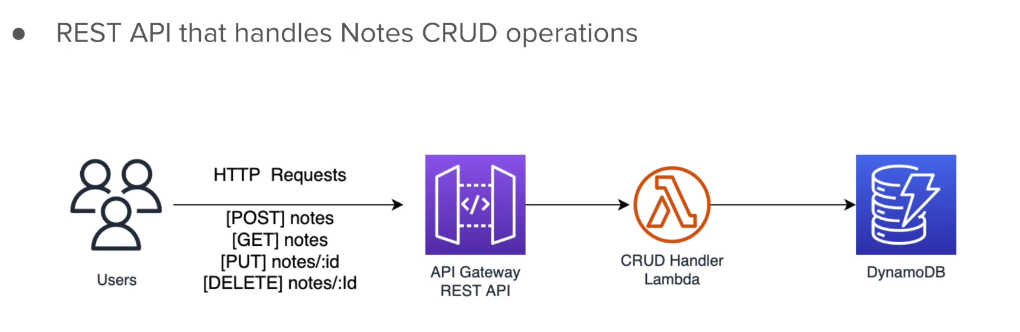 ● REST API that handles Notes CRUD operations
HTTP Requests
[POST] notes
[GET] notes
[PUT] notes/:id
[DELETE] notes/:Id
Users
</>
API Gateway
REST API
CRUD Handler
Lambda
DynamoDB